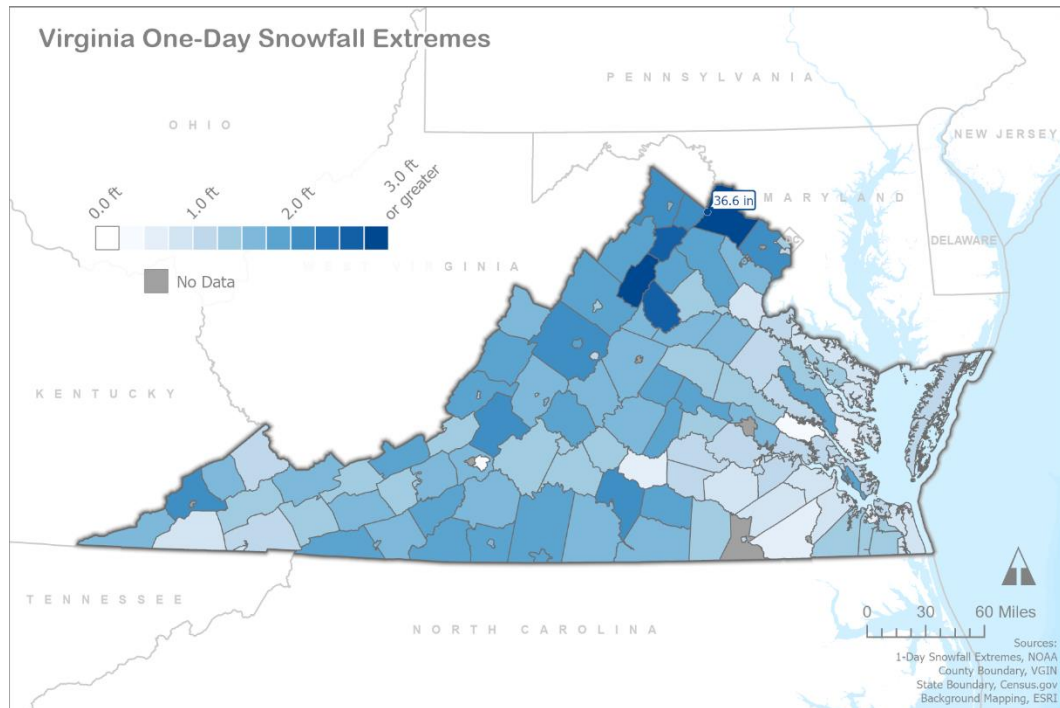 Virginia One-Day Snowfall Extremes
PENNSYLVANIA
OHIO
NEW JERSEY
0.0 ft
1.0 ft
2.0 ft
3.0 ft
or greater
36.6 in
MARYLAND
DC
DELAWARE
WEST VIRGINIA
No Data
KENTUCKY
TENNESSEE
NORTH CAROLINA
0 30 60 Miles
Sources:
1-Day Snowfall Extremes, NOAA
County Boundary, VGIN
State Boundary, Census.gov
Background Mapping, ESRI